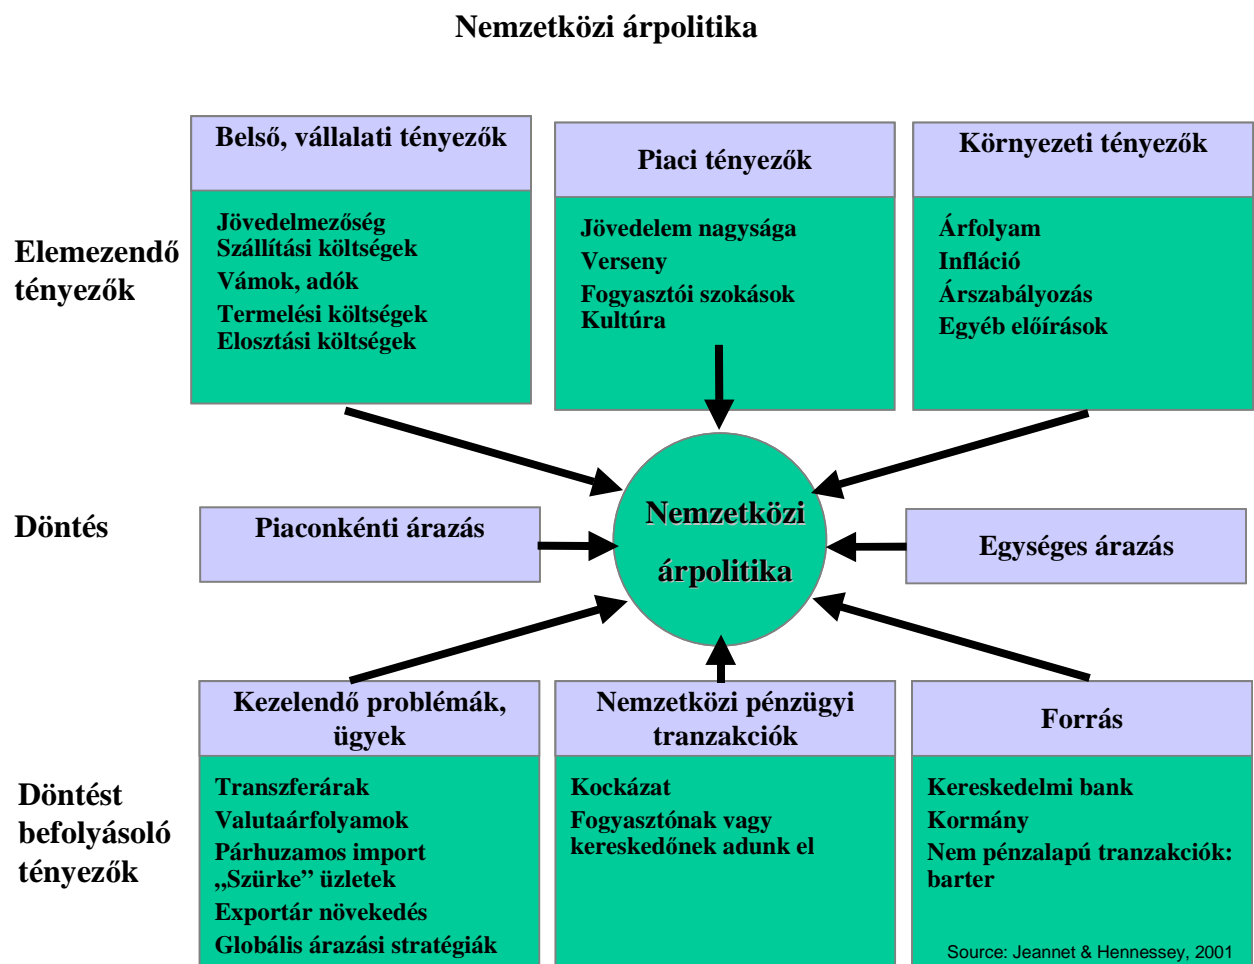 Nemzetközi árpolitika
Belső, vállalati tényezők
Piaci tényezők
Környezeti tényezők
Elemezendő
tényezők
Jövedelmezőség
Szállítási költségek
Vámok, adók
Termelési költségek
Elosztási költségek
Jövedelem nagysága
Verseny
Fogyasztói szokások
Kultúra
Árfolyam
Infláció
Árszabályozás
Egyéb előírások
Döntés
Piaconkénti árazás
Nemzetközi
árpolitika
Egységes árazás
Döntést
befolyásoló
tényezők
Kezelendő problémák,
ügyek
Transzferárak
Valutaárfolyamok
Párhuzamos import
„Szürke” üzletek
Exportár növekedés
Globális árazási stratégiák
Nemzetközi pénzügyi
tranzakciók
Kockázat
Fogyasztónak vagy
kereskedőnek adunk el
Forrás
Kereskedelmi bank
Kormány
Nem pénzalapú tranzakciók:
barter
Source: Jeannet & Hennessey, 2001